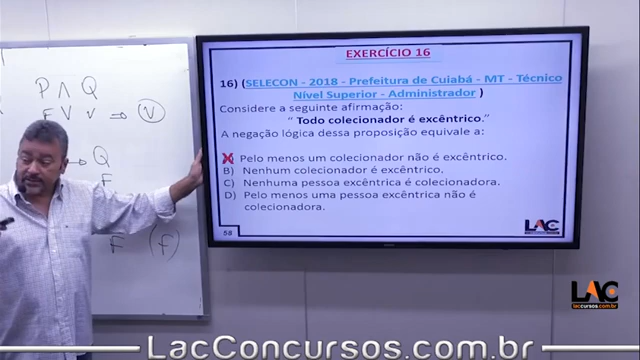 EXERCÍCIO 16
16) (SELECON - 2018 - Prefeitura de Cuiabá - MT - Técnico
Nível Superior - Administrador )
Considere a seguinte afirmação:
“ Todo colecionador é excêntrico.”
A negação lógica dessa proposição equivale a:
X Pelo menos um colecionador não é excêntrico.
B) Nenhum colecionador é excêntrico.
C) Nenhuma pessoa excêntrica é colecionadora.
D) Pelo menos uma pessoa excêntrica não é
colecionadora.
58
LAC
P ∧ Q
F V V ⇒ V
→ Q
F
F (F)
LAC
laccursos.com.br
LacConcursos.com.br